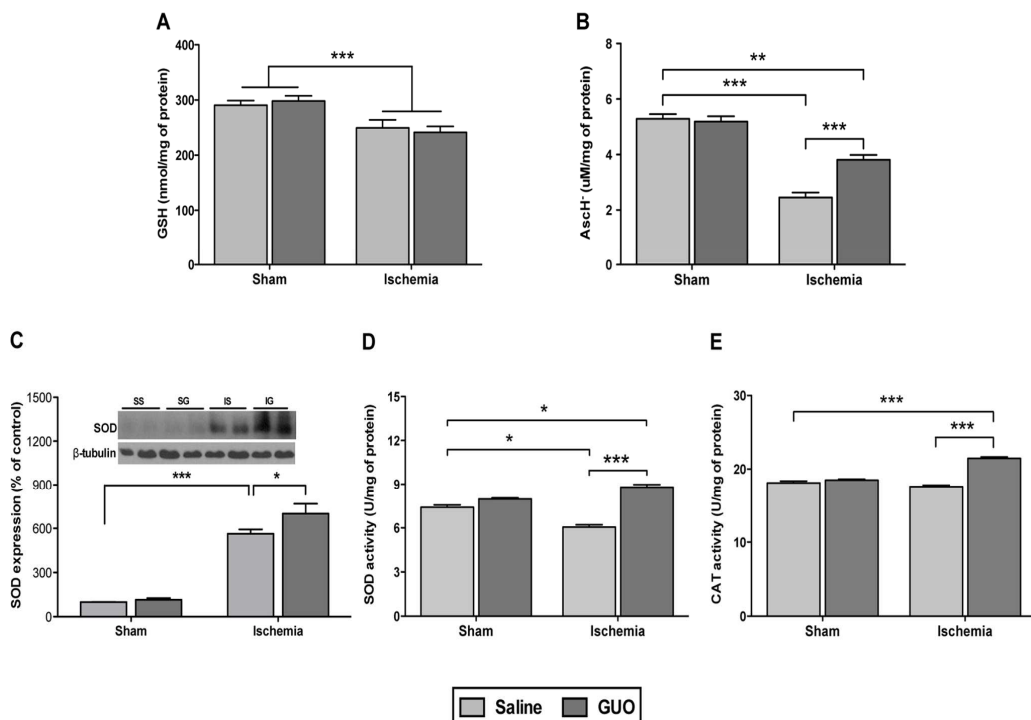 A
GSH (nmol/mg of protein)
400
300
200
100
0
***
Sham
Ischemia
B
AscH⁻ (uM/mg of protein)
8
6
4
2
0
**
***
***
Sham
Ischemia
C
SOD expression (% of control)
1500
1200
900
600
300
0
SS SG IS IG
SOD
β-tubulin
***
*
Sham
Ischemia
D
SOD activity (U/mg of protein)
15
12
9
6
3
0
*
*
***
Sham
Ischemia
E
CAT activity (U/mg of protein)
30
20
10
0
***
***
Sham
Ischemia
Saline GUO